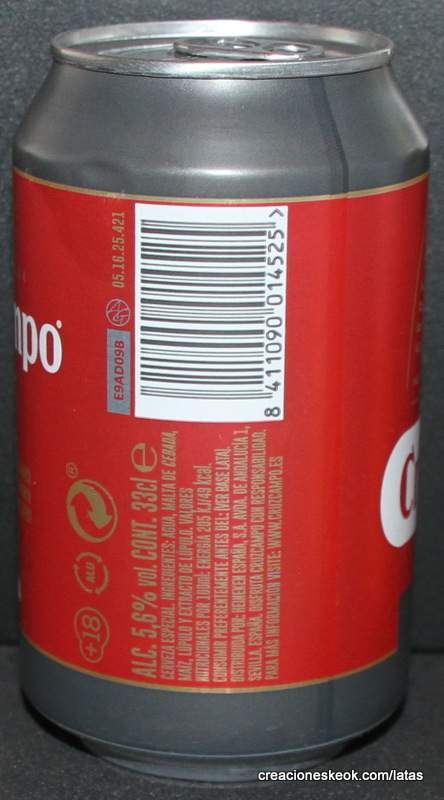 mpo
05.16.25.421
E9AD09B
8 411090 014525 >
®
ALU
+18
ALC. 5,6% vol. CONT. 33cl e
CERVEZA ESPECIAL. INGREDIENTES: AGUA, MALTA DE CEBADA,
MAÍZ, LÚPULO Y EXTRACTO DE LÚPULO. VALORES
NUTRICIONALES POR 100ml: ENERGÍA 205 kJ/49 kcal.
CONSUMIR PREFERENTEMENTE ANTES DEL: (VER BASE LATA).
DISTRIBUIDA POR: HEINEKEN ESPAÑA, S.A. AVDA. DE ANDALUCÍA 1,
SEVILLA, ESPAÑA. DISFRUTA CRUZCAMPO CON RESPONSABILIDAD.
PARA MÁS INFORMACIÓN VISITE: WWW.CRUZCAMPO.ES
creacioneskeok.com/latas